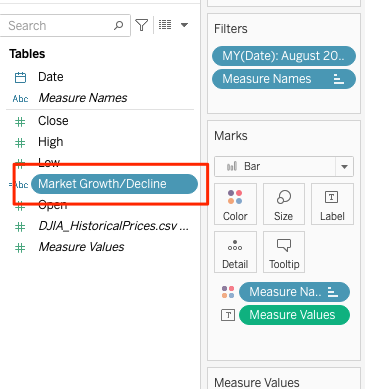 Search
Tables
Date
Abc Measure Names
Close
High
Low
=Abc Market Growth/Decline
Open
DJIA_HistoricalPrices.csv ...
Measure Values
Filters
MY(Date): August 20..
Measure Names
Marks
Bar
Color Size Label
Detail Tooltip
Measure Na..
Measure Values
Measure Values